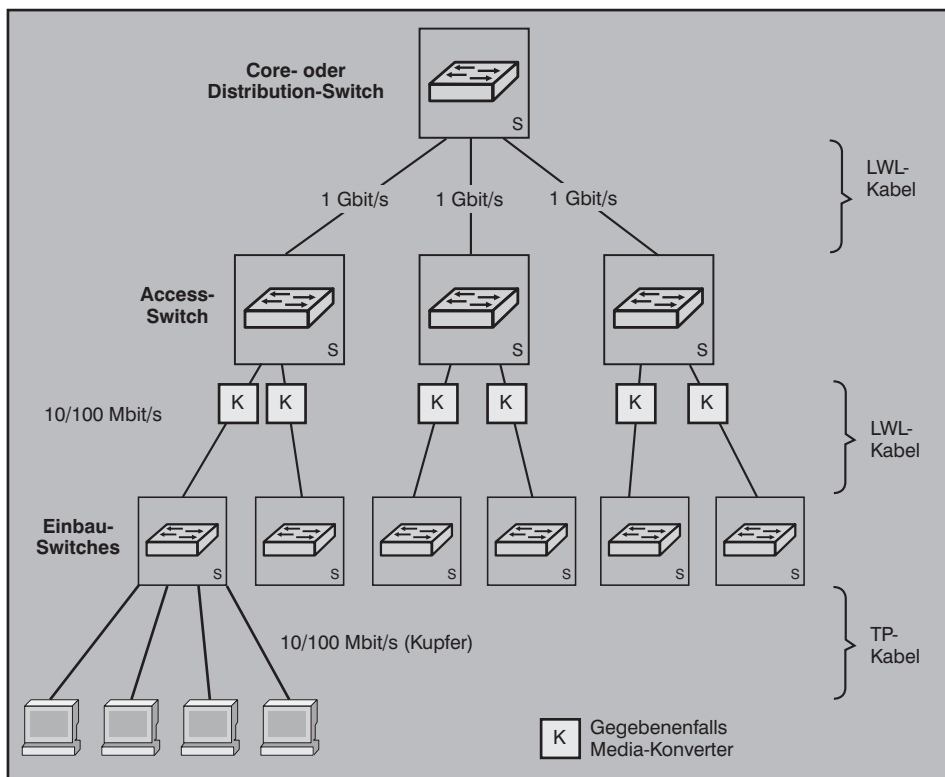 Core- oder
Distribution-Switch
S
LWL-
Kabel
1 Gbit/s
1 Gbit/s
1 Gbit/s
Access-
Switch
S
S
S
K
K
K
K
K
K
10/100 Mbit/s
LWL-
Kabel
Einbau-
Switches
S
S
S
S
S
S
10/100 Mbit/s (Kupfer)
TP-
Kabel
K
Gegebenenfalls
Media-Konverter